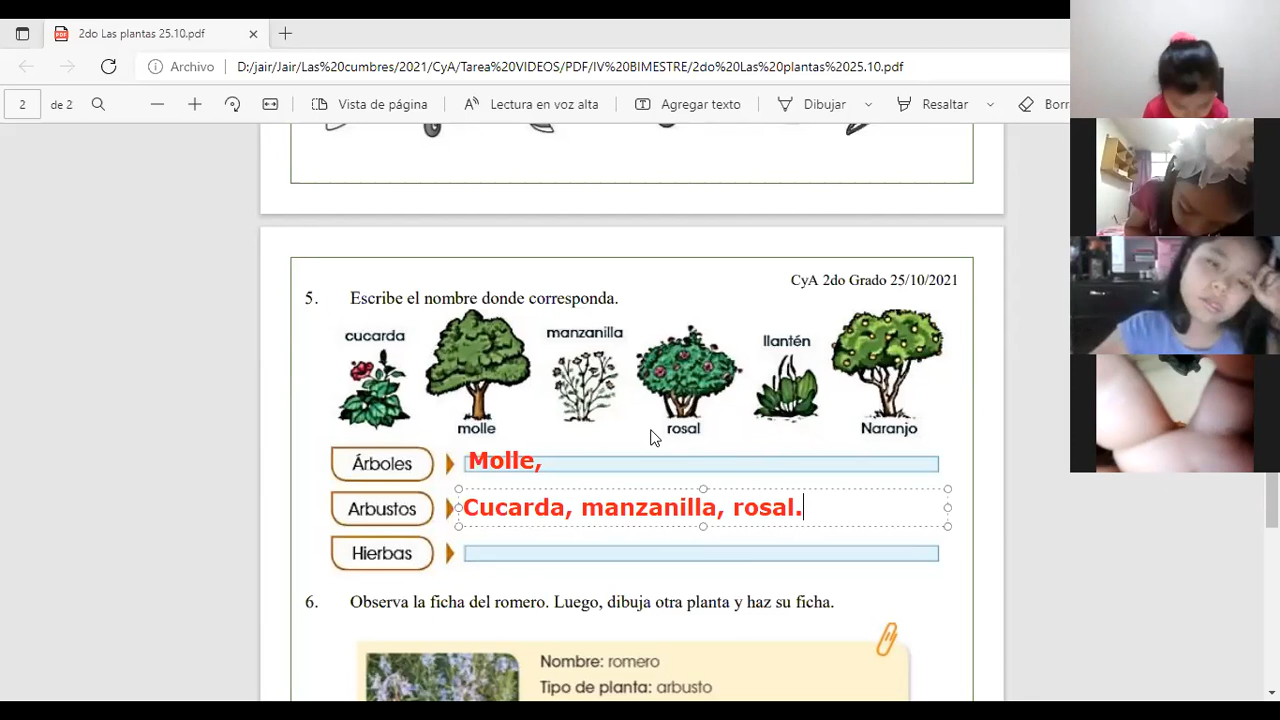 2do Las plantas 25.10.pdf
Archivo D:/jair/Jair/Las%20cumbres/2021/CyA/Tarea%20VIDEOS/PDF/IV%20BIMESTRE/2do%20Las%20plantas%2025.10.pdf
2 de 2 Vista de página Lectura en voz alta Agregar texto Dibujar Resaltar Borr
CyA 2do Grado 25/10/2021
5. Escribe el nombre donde corresponda.
cucarda
manzanilla
llantén
molle
rosal
Naranjo
Árboles Molle,
Arbustos Cucarda, manzanilla, rosal.
Hierbas
6. Observa la ficha del romero. Luego, dibuja otra planta y haz su ficha.
Nombre: romero
Tipo de planta: arbusto